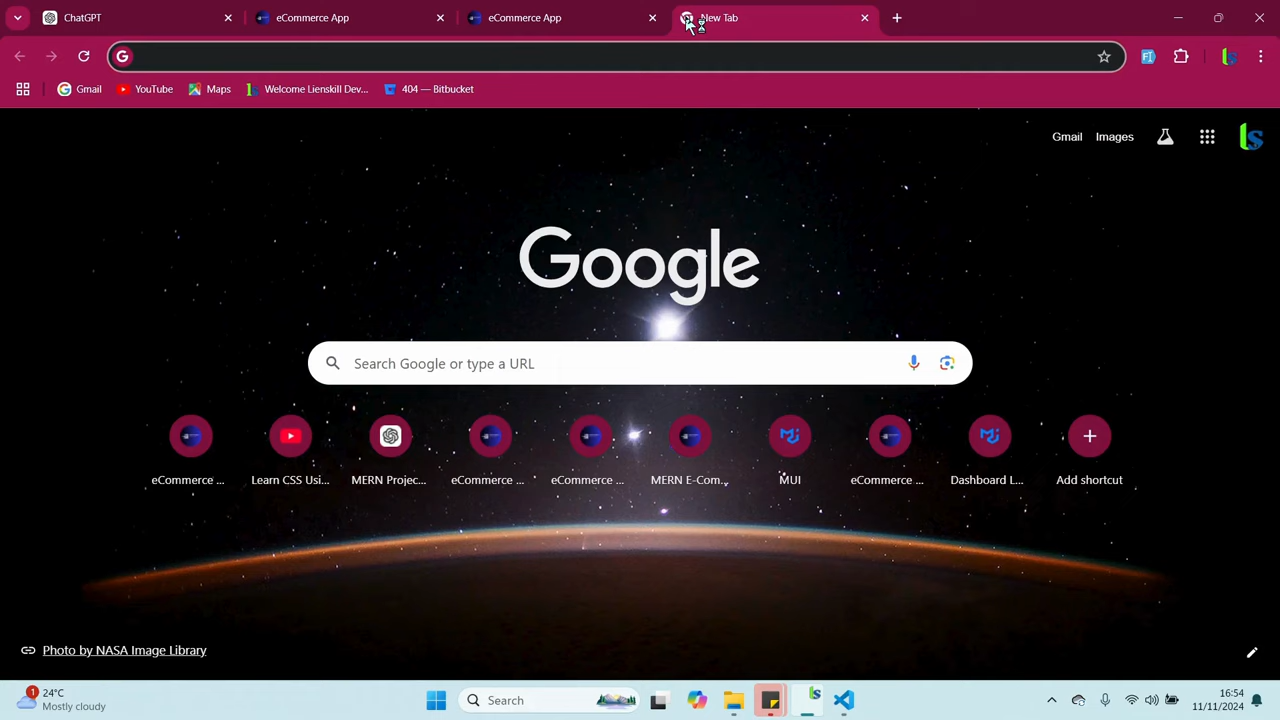 ChatGPT
eCommerce App
eCommerce App
New Tab
Gmail
YouTube
Maps
Welcome Lienskill Dev...
404 — Bitbucket
Gmail
Images
Google
Search Google or type a URL
eCommerce ...
Learn CSS Usi...
MERN Projec...
eCommerce ...
eCommerce ...
MERN E-Com...
MUI
eCommerce ...
Dashboard L...
Add shortcut
Photo by NASA Image Library
1
24°C
Mostly cloudy
Search
16:54
11/11/2024